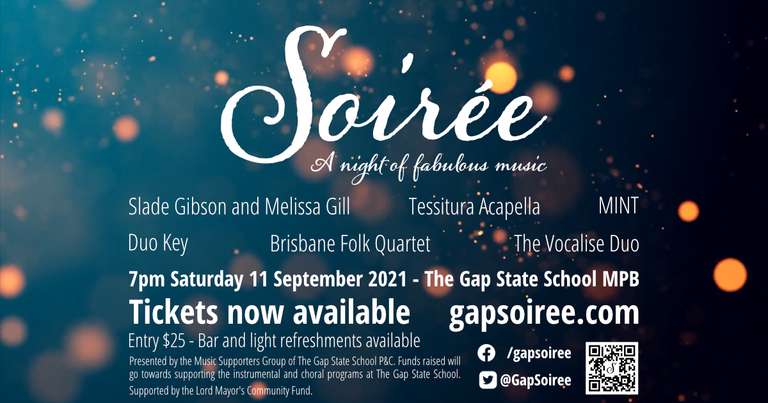 Soirée
A night of fabulous music
Slade Gibson and Melissa Gill Tessitura Acapella MINT
Duo Key Brisbane Folk Quartet The Vocalise Duo
7pm Saturday 11 September 2021 - The Gap State School MPB
Tickets now available gapsoiree.com
Entry $25 - Bar and light refreshments available
Presented by the Music Supporters Group of The Gap State School P&C. Funds raised will
go towards supporting the instrumental and choral programs at The Gap State School.
Supported by the Lord Mayor's Community Fund.
/gapsoiree
@GapSoiree